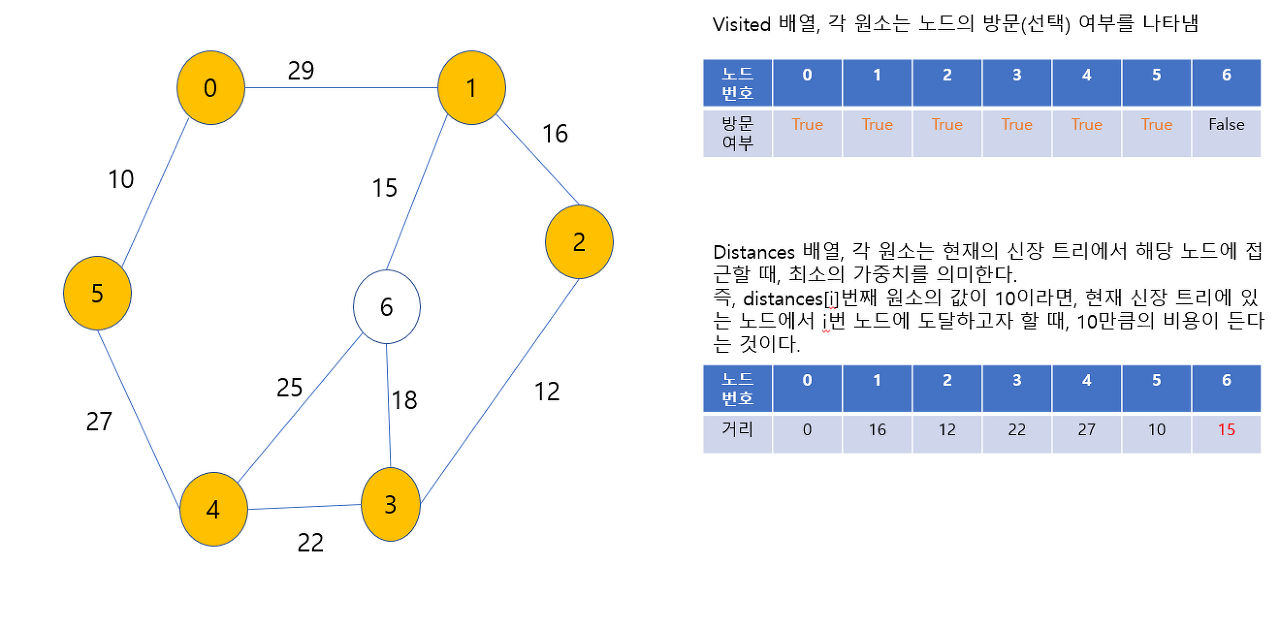 Visited 배열, 각 원소는 노드의 방문(선택) 여부를 나타냄
노드 번호 0 1 2 3 4 5 6
방문 여부 True True True True True True False
Distances 배열, 각 원소는 현재의 신장 트리에서 해당 노드에 접
근할 때, 최소의 가중치를 의미한다.
즉, distances[i]번째 원소의 값이 10이라면, 현재 신장 트리에 있
는 노드에서 i번 노드에 도달하고자 할 때, 10만큼의 비용이 든다
는 것이다.
노드 번호 0 1 2 3 4 5 6
거리 0 16 12 22 27 10 15
29
0
1
16
10
15
2
5
6
25
18
12
27
4
3
22